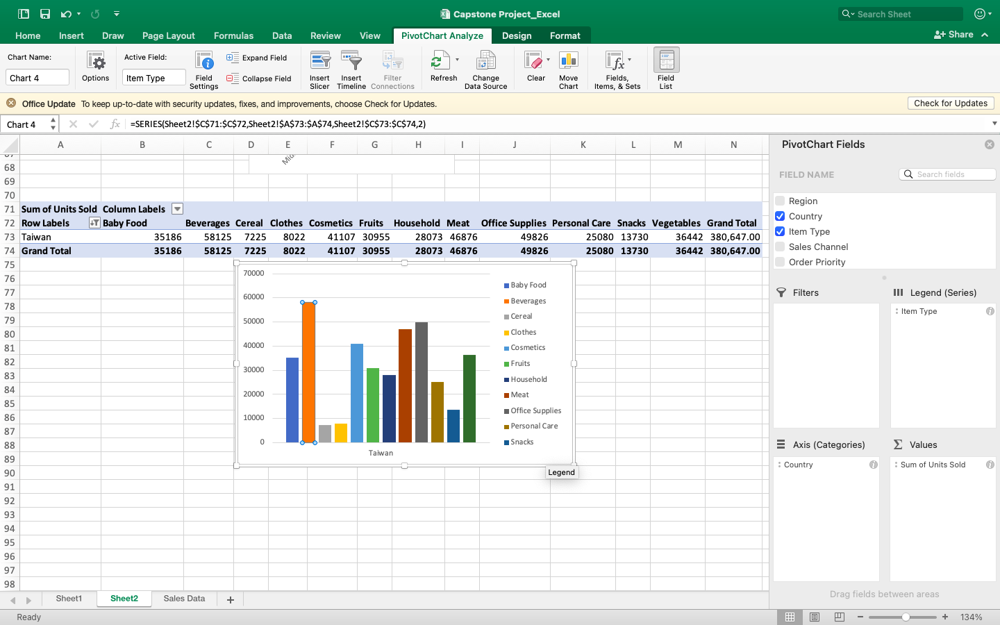 Capstone Project_Excel
Search Sheet
Home Insert Draw Page Layout Formulas Data Review View PivotChart Analyze Design Format
Share
Chart Name:
Chart 4
Options
Active Field:
Item Type
Field Settings
Expand Field
Collapse Field
Insert Slicer
Insert Timeline
Filter Connections
Refresh
Change Data Source
Clear
Move Chart
Fields, Items, & Sets
Field List
Office Update To keep up-to-date with security updates, fixes, and improvements, choose Check for Updates.
Check for Updates
Chart 4 fx =SERIES(Sheet2!$C$71:$C$72,Sheet2!$A$73:$A$74,Sheet2!$C$73:$C$74,2)
A B C D E F G H I J K L M N
67
68
69
70
71 Sum of Units Sold Column Labels
72 Row Labels Baby Food Beverages Cereal Clothes Cosmetics Fruits Household Meat Office Supplies Personal Care Snacks Vegetables Grand Total
73 Taiwan 35186 58125 7225 8022 41107 30955 28073 46876 49826 25080 13730 36442 380,647.00
74 Grand Total 35186 58125 7225 8022 41107 30955 28073 46876 49826 25080 13730 36442 380,647.00
75
76
77
78
79
80
81
82
83
84
85
86
87
88
89
90
91
92
93
94
95
96
97
98
70000
60000
50000
40000
30000
20000
10000
0
Taiwan
Baby Food
Beverages
Cereal
Clothes
Cosmetics
Fruits
Household
Meat
Office Supplies
Personal Care
Snacks
Legend
PivotChart Fields
FIELD NAME
Search fields
Region
Country
Item Type
Sales Channel
Order Priority
Filters
Legend (Series)
Item Type
Axis (Categories)
Country
Values
Sum of Units Sold
Drag fields between areas
Sheet1 Sheet2 Sales Data +
Ready
134%